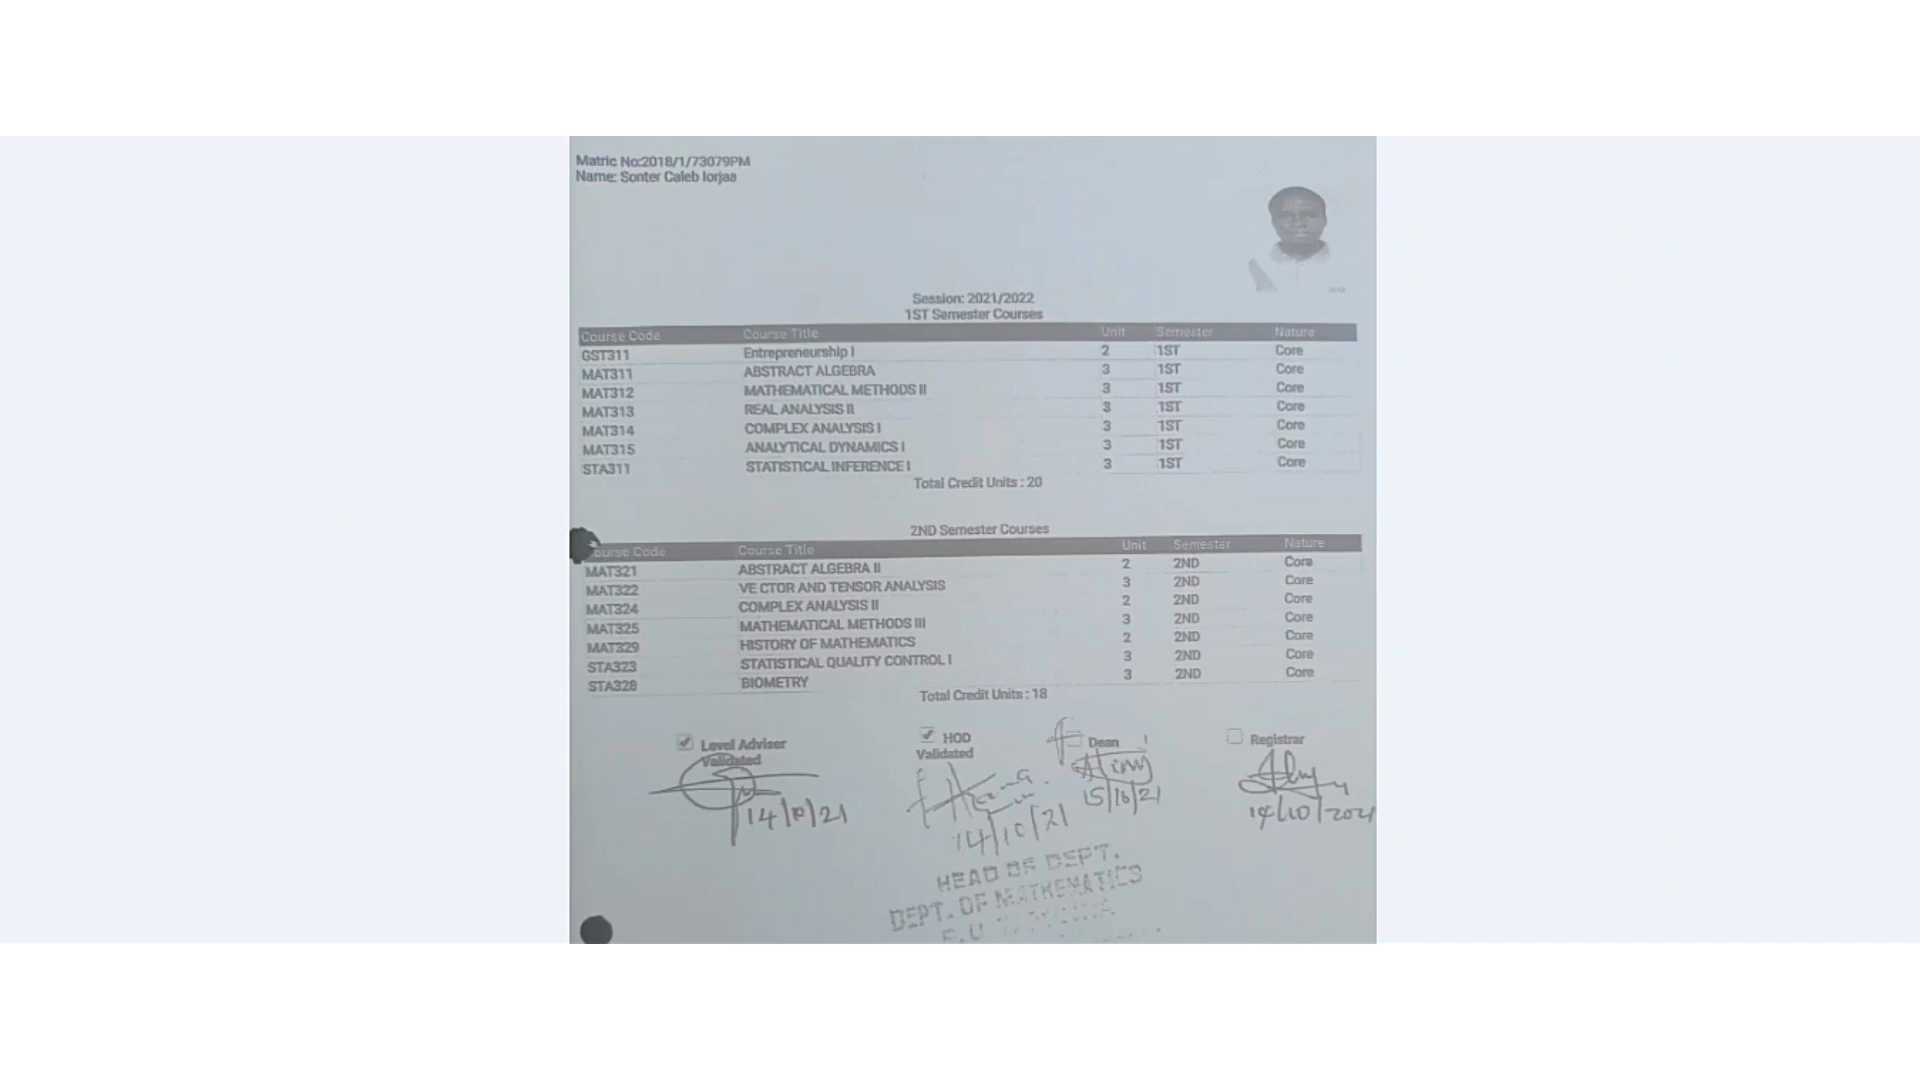 Matric No:2018/1/73079PM
Name: Sonter Caleb Iorjaa
Session: 2021/2022
1ST Semester Courses
Course Code Course Title Unit Semester Nature
GST311 Entrepreneurship I 2 1ST Core
MAT311 ABSTRACT ALGEBRA 3 1ST Core
MAT312 MATHEMATICAL METHODS II 3 1ST Core
MAT313 REAL ANALYSIS II 3 1ST Core
MAT314 COMPLEX ANALYSIS I 3 1ST Core
MAT315 ANALYTICAL DYNAMICS I 3 1ST Core
STA311 STATISTICAL INFERENCE I 3 1ST Core
Total Credit Units : 20
2ND Semester Courses
ourse Code Course Title Unit Semester Nature
MAT321 ABSTRACT ALGEBRA II 2 2ND Core
MAT322 VE CTOR AND TENSOR ANALYSIS 3 2ND Core
MAT324 COMPLEX ANALYSIS II 2 2ND Core
MAT325 MATHEMATICAL METHODS III 3 2ND Core
MAT329 HISTORY OF MATHEMATICS 2 2ND Core
STA323 STATISTICAL QUALITY CONTROL I 3 2ND Core
STA328 BIOMETRY 3 2ND Core
Total Credit Units : 18
Level Adviser HOD Dean Registrar
Validated Validated
14/10/21 14/10/21 15/10/21 14/10/2021
HEAD OF DEPT.
DEPT. OF MATHEMATICS
F.U.